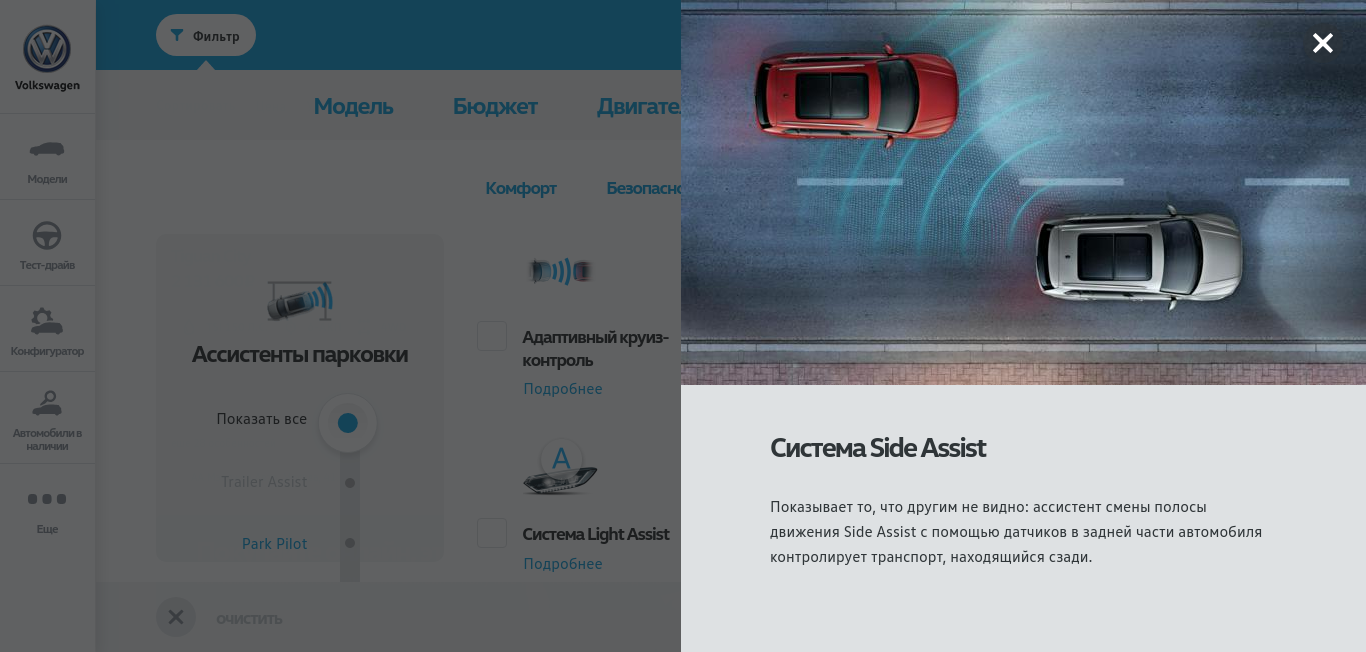 Volkswagen
Модели
Тест-драйв
Конфигуратор
Автомобили в
наличии
Еще
Фильтр
Модель Бюджет
Комфорт
Ассистенты парковки
Показать все
Trailer Assist
Park Pilot
Адаптивный круиз-
контроль
Подробнее
A
Система Light Assist
Подробнее
ОЧИСТИТЬ
Система Side Assist
Показывает то, что другим не видно: ассистент смены полосы
движения Side Assist с помощью датчиков в задней части автомобиля
контролирует транспорт, находящийся сзади.